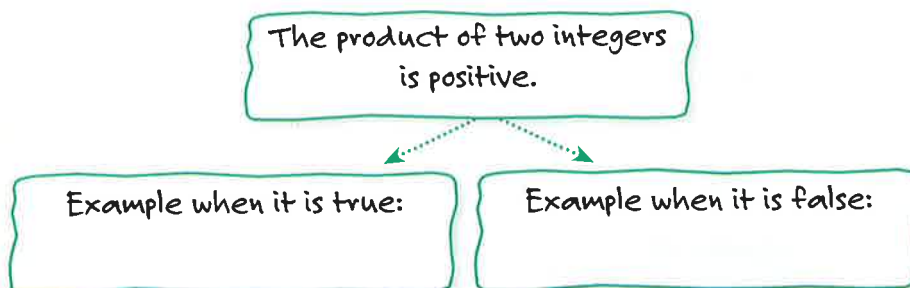 The product of two integers
is positive.
Example when it is true:
Example when it is false: